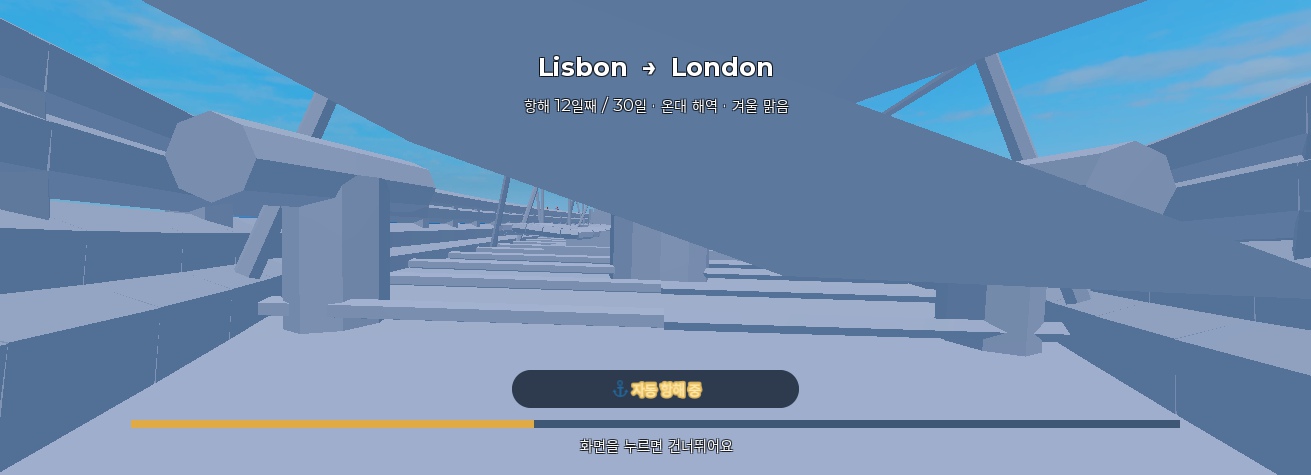 Lisbon → London
항해 12일째 / 30일 · 온대 해역 · 겨울 맑음
⚓ 자동 항해 중
화면을 누르면 건너뛰어요